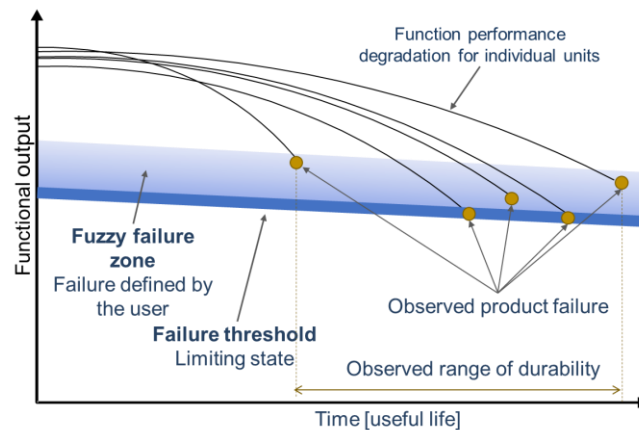 Function performance
degradation for individual units
Functional output
Fuzzy failure
zone
Failure defined by
the user
Failure threshold
Limiting state
Observed product failure
Observed range of durability
Time [useful life]